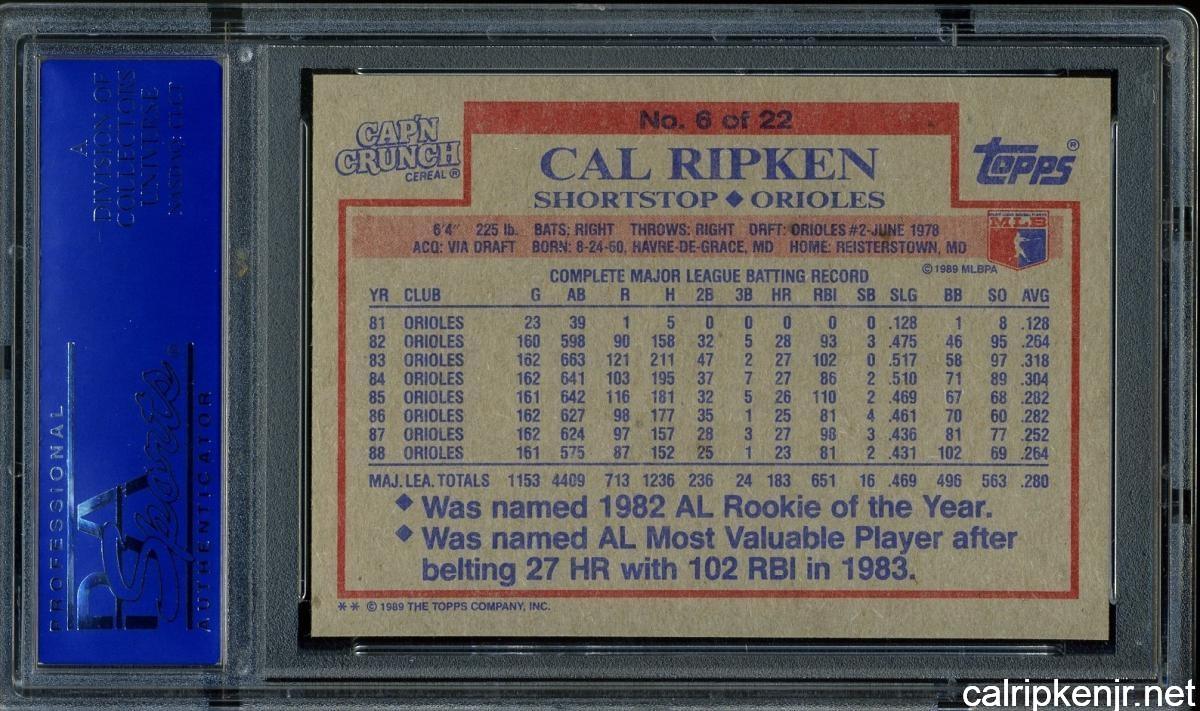 A
DIVISION OF
COLLECTORS
UNIVERSE
NASDAQ: CLCT
PROFESSIONAL
PSA
Sports®
AUTHENTICATOR
No. 6 of 22
CAP'N
CRUNCH
CEREAL®
CAL RIPKEN
SHORTSTOP ◆ ORIOLES
TOPPS®
6'4" 225 lb. BATS: RIGHT THROWS: RIGHT DRFT: ORIOLES #2-JUNE 1978
ACQ: VIA DRAFT BORN: 8-24-60, HAVRE-DE-GRACE, MD HOME: REISTERSTOWN, MD
MLB
© 1989 MLBPA
COMPLETE MAJOR LEAGUE BATTING RECORD
YR CLUB G AB R H 2B 3B HR RBI SB SLG BB SO AVG
81 ORIOLES 23 39 1 5 0 0 0 0 0 .128 1 8 .128
82 ORIOLES 160 598 90 158 32 5 28 93 3 .475 46 95 .264
83 ORIOLES 162 663 121 211 47 2 27 102 0 .517 58 97 .318
84 ORIOLES 162 641 103 195 37 7 27 86 2 .510 71 89 .304
85 ORIOLES 161 642 116 181 32 5 26 110 2 .469 67 68 .282
86 ORIOLES 162 627 98 177 35 1 25 81 4 .461 70 60 .282
87 ORIOLES 162 624 97 157 28 3 27 98 3 .436 81 77 .252
88 ORIOLES 161 575 87 152 25 1 23 81 2 .431 102 69 .264
MAJ. LEA. TOTALS 1153 4409 713 1236 236 24 183 651 16 .469 496 563 .280
◆ Was named 1982 AL Rookie of the Year.
◆ Was named AL Most Valuable Player after
belting 27 HR with 102 RBI in 1983.
** © 1989 THE TOPPS COMPANY, INC.
calripkenjr.net